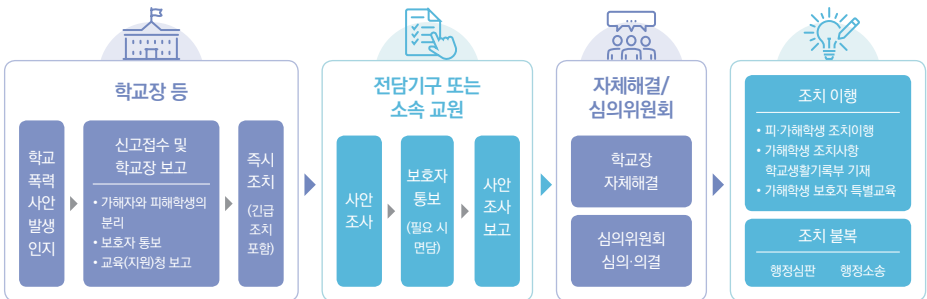 학교장 등
학교
폭력
사안
발생
인지
신고접수 및
학교장 보고
• 가해자와 피해학생의
분리
• 보호자 통보
• 교육(지원)청 보고
즉시
조치
(긴급
조치
포함)
전담기구 또는
소속 교원
사안
조사
보호자
통보
(필요 시
면담)
사안
조사
보고
자체해결/
심의위원회
학교장
자체해결
심의위원회
심의·의결
조치 이행
• 피·가해학생 조치이행
• 가해학생 조치사항
학교생활기록부 기재
• 가해학생 보호자 특별교육
조치 불복
행정심판 행정소송